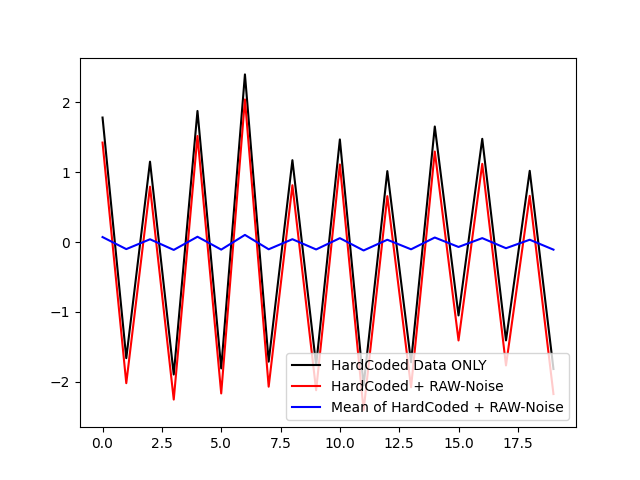 2
1
0
−1
−2
HardCoded Data ONLY
HardCoded + RAW-Noise
Mean of HardCoded + RAW-Noise
0.0 2.5 5.0 7.5 10.0 12.5 15.0 17.5